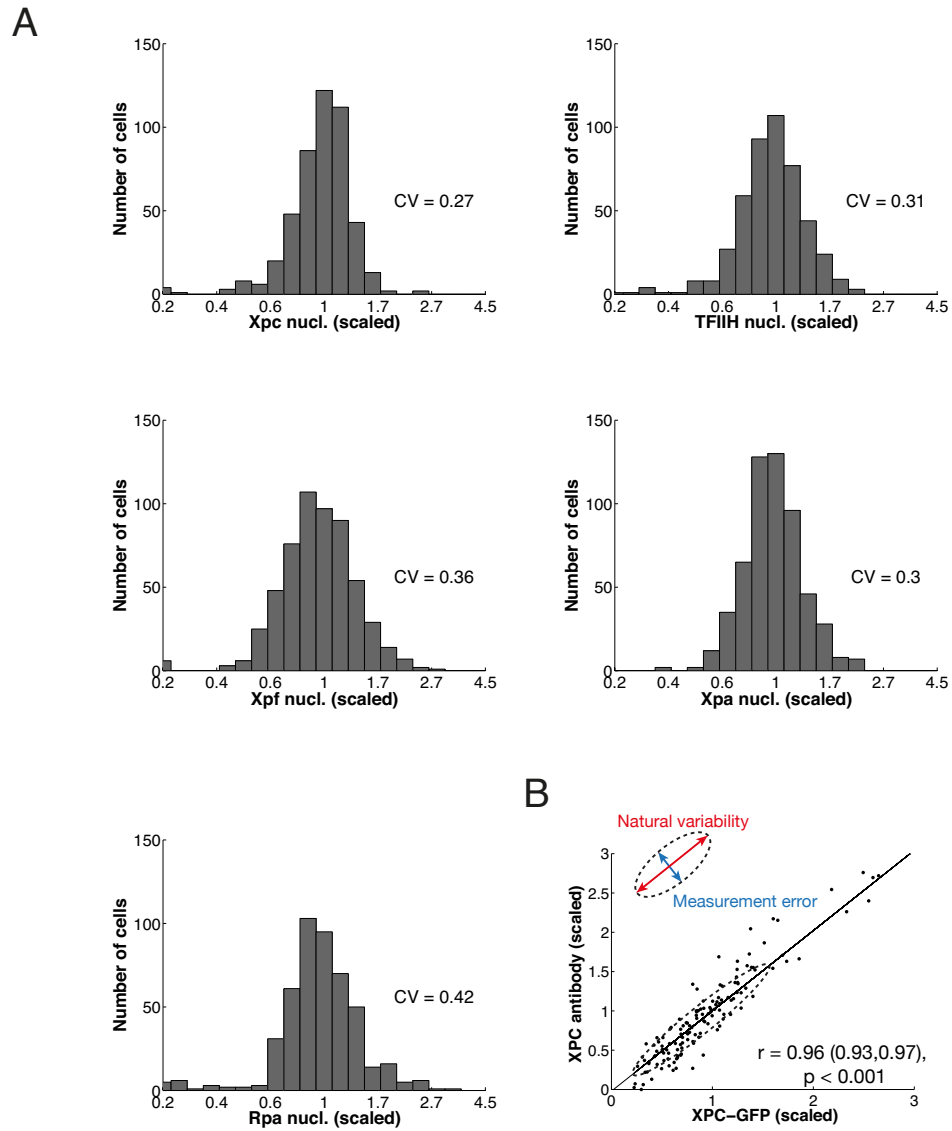 A
150
100
50
0
Number of cells
CV = 0.27
0.2 0.4 0.6 1 1.7 2.7 4.5
Xpc nucl. (scaled)
150
100
50
0
Number of cells
CV = 0.31
0.2 0.4 0.6 1 1.7 2.7 4.5
TFIIH nucl. (scaled)
150
100
50
0
Number of cells
CV = 0.36
0.2 0.4 0.6 1 1.7 2.7 4.5
Xpf nucl. (scaled)
150
100
50
0
Number of cells
CV = 0.3
0.2 0.4 0.6 1 1.7 2.7 4.5
Xpa nucl. (scaled)
150
100
50
0
Number of cells
CV = 0.42
0.2 0.4 0.6 1 1.7 2.7 4.5
Rpa nucl. (scaled)
B
Natural variability
Measurement error
3
2.5
2
1.5
1
0.5
0
XPC antibody (scaled)
r = 0.96 (0.93,0.97),
p < 0.001
0 1 2 3
XPC−GFP (scaled)